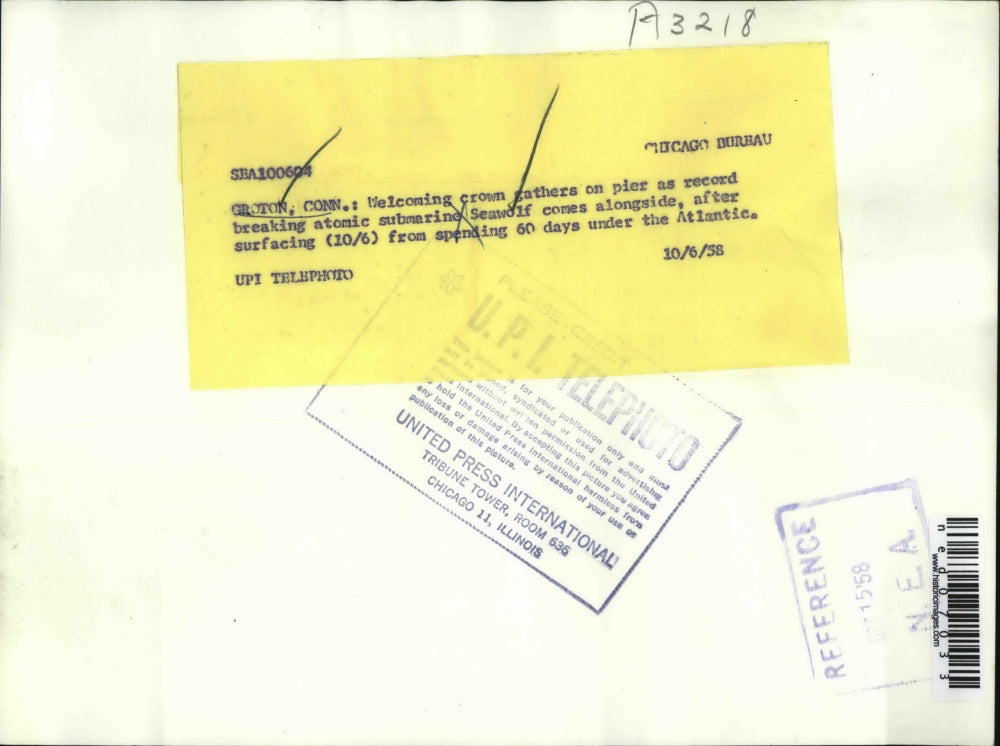 A3218
CHICAGO BUREAU
SEA100604
GROTON, CONN.: Welcoming crown gathers on pier as record
breaking atomic submarine Seawolf comes alongside, after
surfacing (10/6) from spending 60 days under the Atlantic.
10/6/58
UPI TELEPHOTO
PLEASE CREDIT
U.P.I. TELEPHOTO
for your publication only and must
syndicated or used for advertising
without written permission from the United
International. By accepting this picture you agree
hold the United Press International harmless from
any loss or damage arising by reason of your use or
publication of this picture.
UNITED PRESS INTERNATIONAL
TRIBUNE TOWER, ROOM 636
CHICAGO 11, ILLINOIS
REFERENCE
OCT 15'58
N.E.A
www.historicimages.com
ned07033